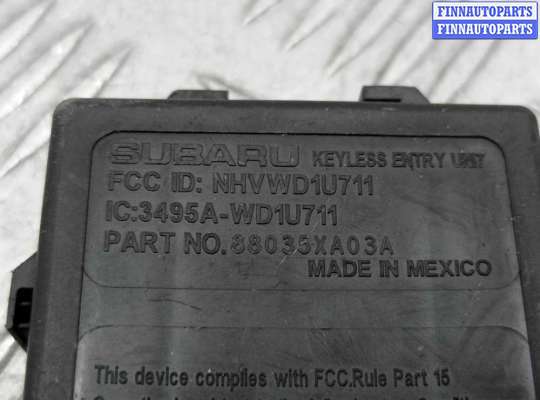 FINNAUTOPARTS
FINNAUTOPARTS
SUBARU KEYLESS ENTRY UNIT
FCC ID: NHVWD1U711
IC:3495A-WD1U711
PART NO.88035XA03A
MADE IN MEXICO
This device complies with FCC.Rule Part 15